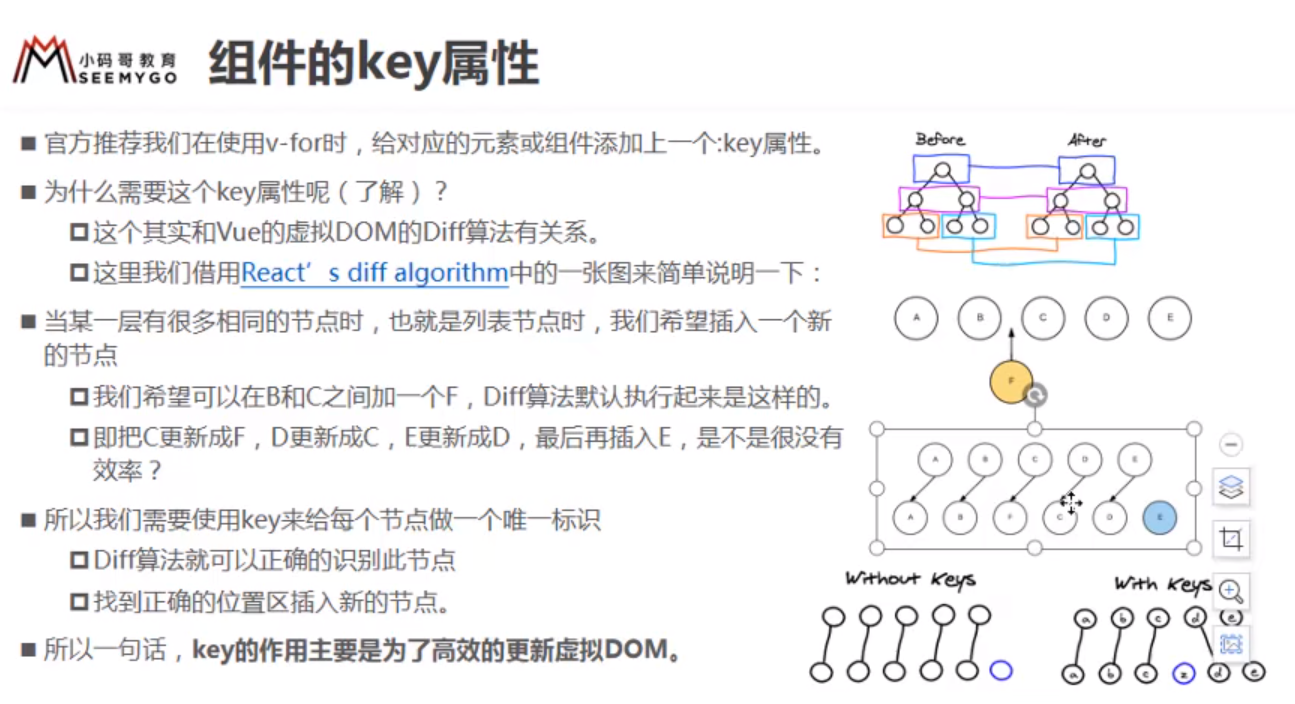 小码哥教育
SEEMYGO
组件的key属性
官方推荐我们在使用v-for时，给对应的元素或组件添加上一个:key属性。
为什么需要这个key属性呢（了解）？
这个其实和Vue的虚拟DOM的Diff算法有关系。
这里我们借用React’s diff algorithm中的一张图来简单说明一下：
当某一层有很多相同的节点时，也就是列表节点时，我们希望插入一个新
的节点
我们希望可以在B和C之间加一个F，Diff算法默认执行起来是这样的。
即把C更新成F，D更新成C，E更新成D，最后再插入E，是不是很没有
效率？
所以我们需要使用key来给每个节点做一个唯一标识
Diff算法就可以正确的识别此节点
找到正确的位置区插入新的节点。
所以一句话，key的作用主要是为了高效的更新虚拟DOM。
Before After
A B C D E
F
A B C D E
A B F C D E
Without Keys
With Keys
a b c d e
a b c z d e